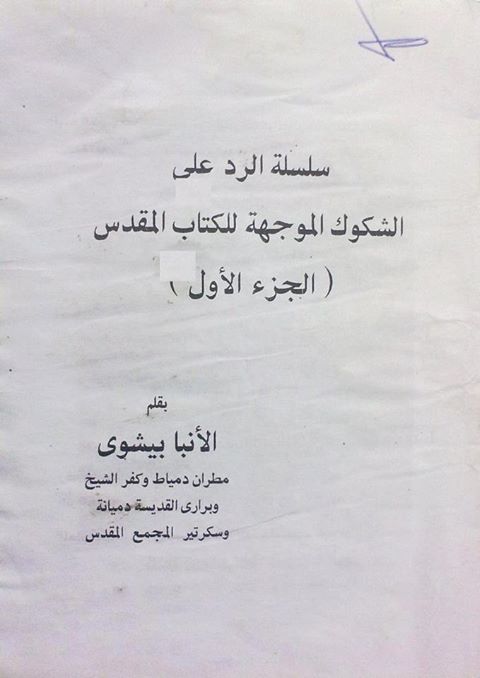 سلسلة الرد على
الشكوك الموجهة للكتاب المقدس
( الجزء الأول )
بقلم
الأنبا بيشوى
مطران دمياط وكفر الشيخ
وبرارى القديسة دميانة
وسكرتير المجمع المقدس